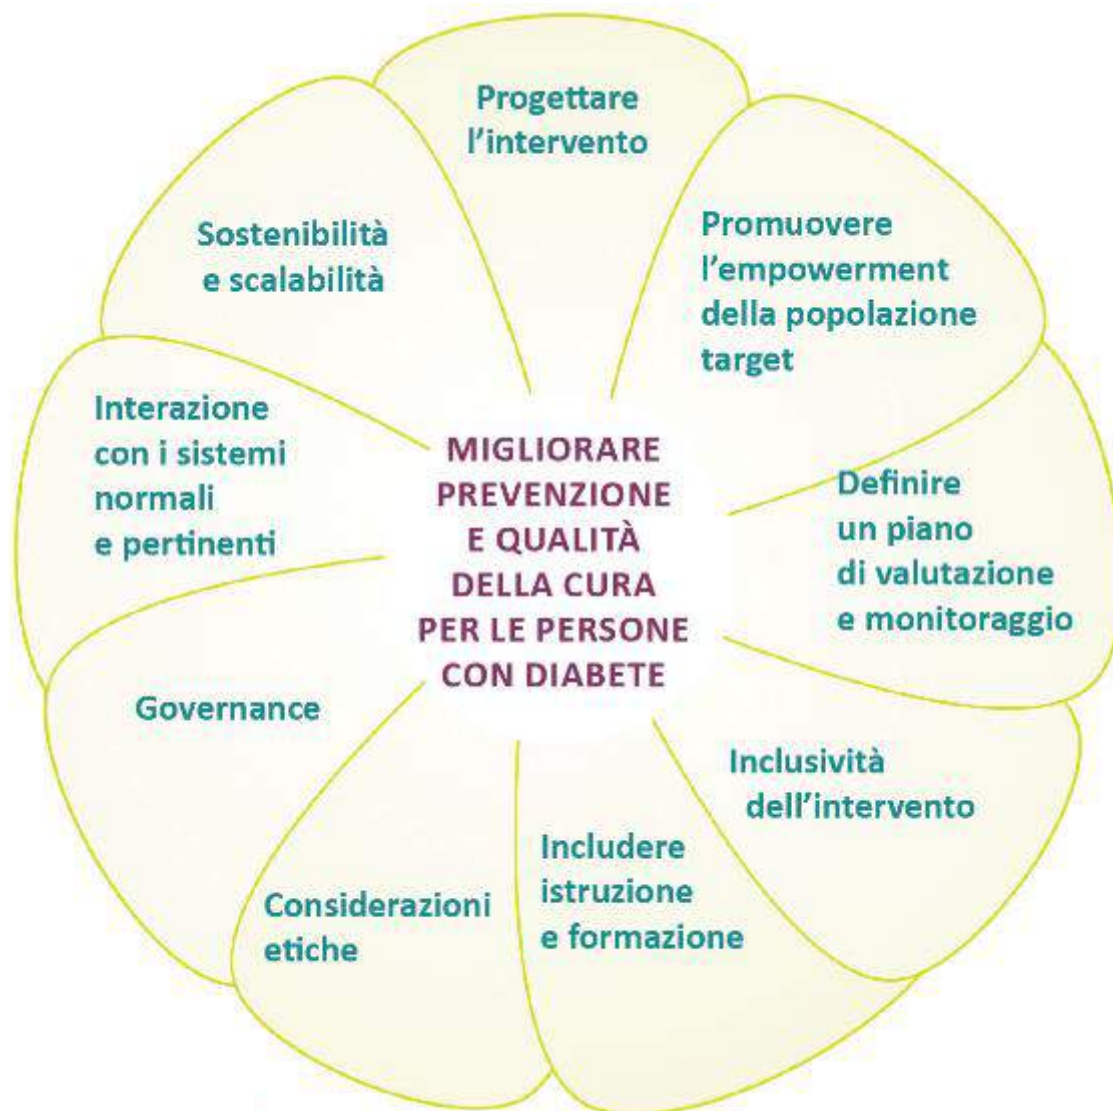 Progettare
l'intervento
Promuovere
l'empowerment
della popolazione
target
Definire
un piano
di valutazione
e monitoraggio
Inclusività
dell'intervento
Includere
istruzione
e formazione
Considerazioni
etiche
Governance
Interazione
con i sistemi
normali
e pertinenti
Sostenibilità
e scalabilità
MIGLIORARE
PREVENZIONE
E QUALITÀ
DELLA CURA
PER LE PERSONE
CON DIABETE